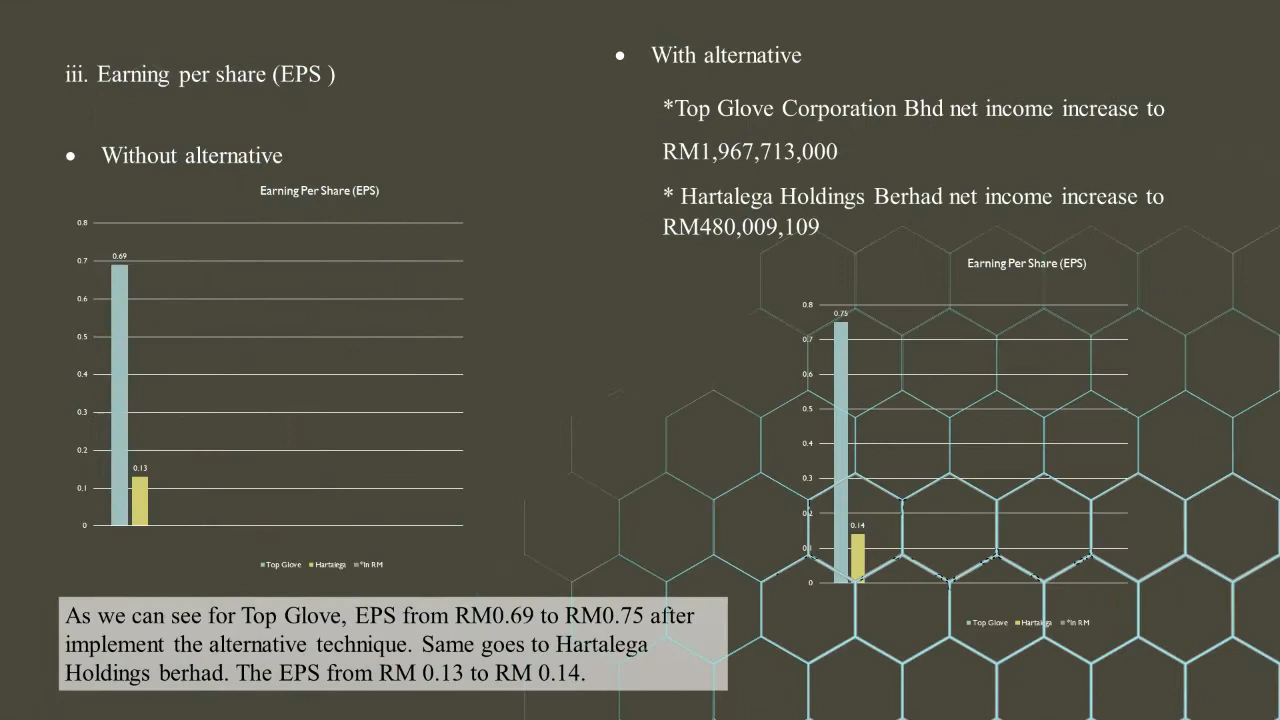 iii. Earning per share (EPS )
• Without alternative
Earning Per Share (EPS)
0.8
0.7
0.6
0.5
0.4
0.3
0.2
0.1
0
0.69
0.13
Top Glove Hartalega *In RM
• With alternative
*Top Glove Corporation Bhd net income increase to
RM1,967,713,000
* Hartalega Holdings Berhad net income increase to
RM480,009,109
Earning Per Share (EPS)
0.8
0.7
0.6
0.5
0.4
0.3
0.2
0.1
0
0.75
0.14
Top Glove Hartalega *In RM
As we can see for Top Glove, EPS from RM0.69 to RM0.75 after
implement the alternative technique. Same goes to Hartalega
Holdings berhad. The EPS from RM 0.13 to RM 0.14.